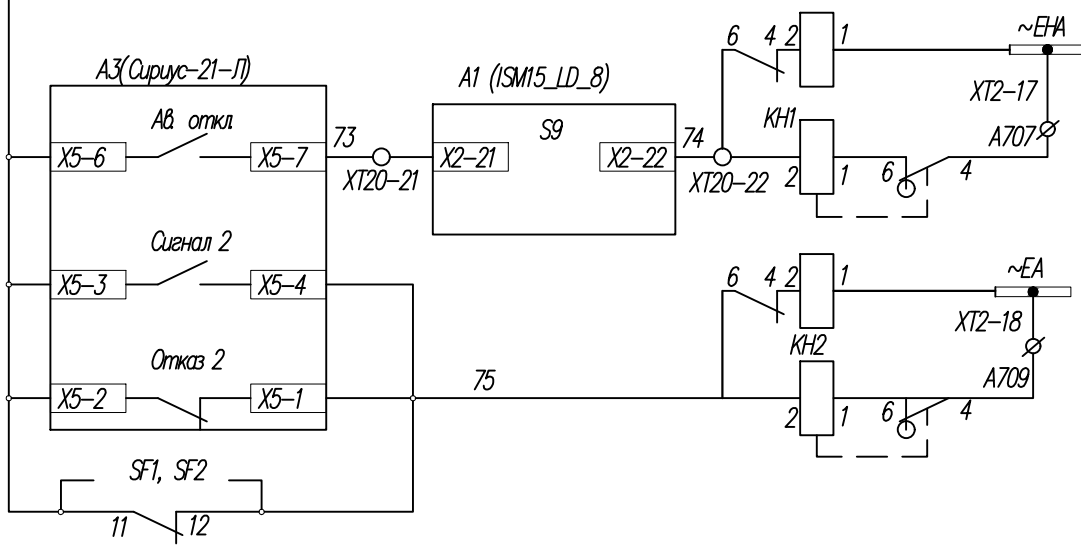 6 4 2 1 ~EHA
А3(Сириус-21-Л)
A1 (ISM15_LD_8)
XT2-17
Ав. откл.
S9
KH1
X5-6 X5-7 73 X2-21 X2-22 74 A707
XT20-21 XT20-22 2 1 6 4
Сигнал 2
X5-3 X5-4 6 4 2 1 ~EA
XT2-18
Отказ 2
KH2
X5-2 X5-1 75 A709
2 1 6 4
SF1, SF2
11 12